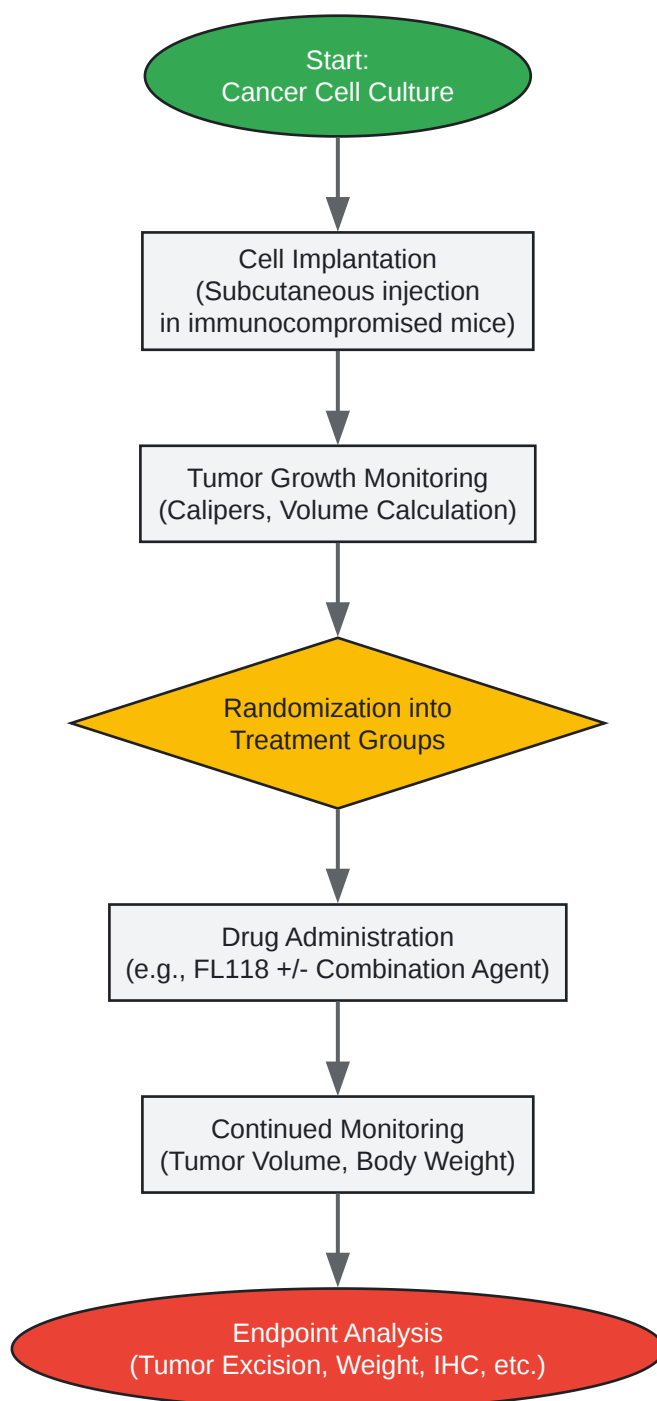 Start:
Cancer Cell Culture
Cell Implantation
(Subcutaneous injection
in immunocompromised mice)
Tumor Growth Monitoring
(Calipers, Volume Calculation)
Randomization into
Treatment Groups
Drug Administration
(e.g., FL118 +/- Combination Agent)
Continued Monitoring
(Tumor Volume, Body Weight)
Endpoint Analysis
(Tumor Excision, Weight, IHC, etc.)